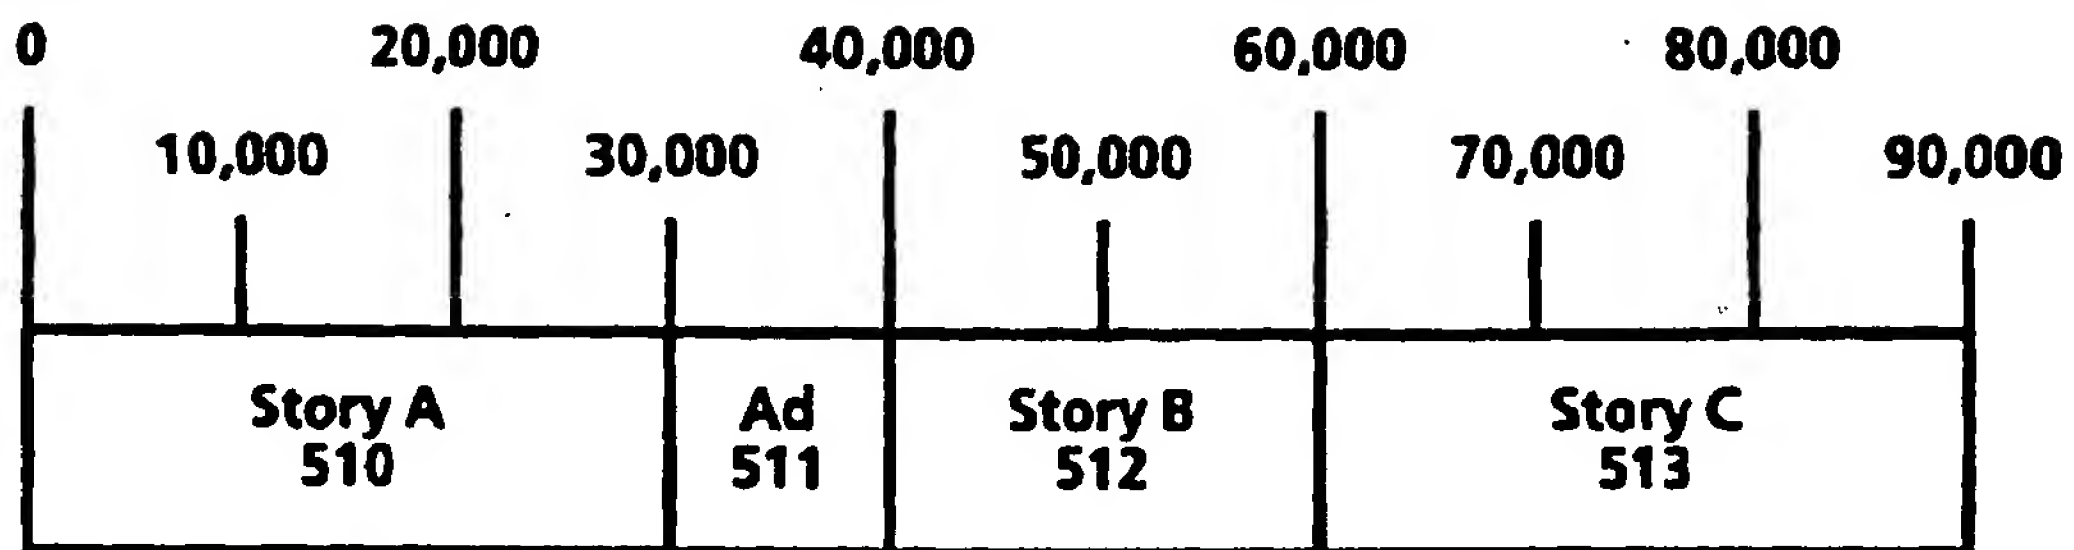 0 20,000 40,000 60,000 80,000
10,000 30,000 50,000 70,000 90,000
Story A Ad Story B Story C
510 511 512 513